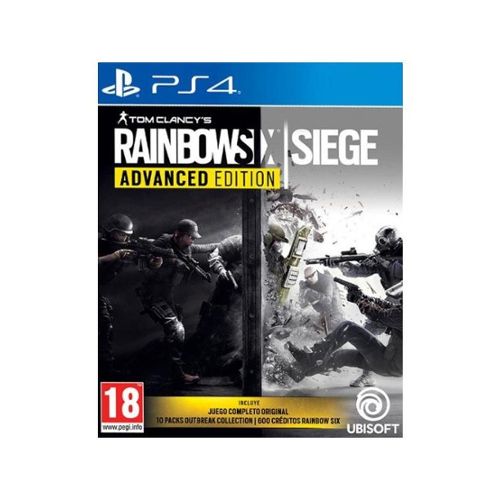 PS4
TOM CLANCY'S
RAINBOWSIX|SIEGE
ADVANCED EDITION
INCLUYE
JUEGO COMPLETO ORIGINAL
10 PACKS OUTBREAK COLLECTION | 600 CRÉDITOS RAINBOW SIX
18
www.pegi.info
UBISOFT